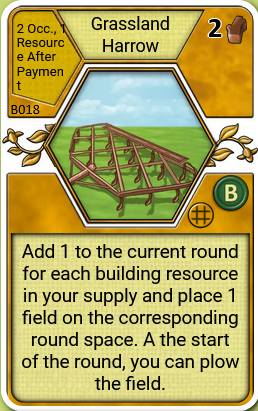 Grassland
Harrow
2
2 Occ., 1
Resourc
e After
Paymen
t
B018
B
Add 1 to the current round
for each building resource
in your supply and place 1
field on the corresponding
round space. A the start
of the round, you can plow
the field.